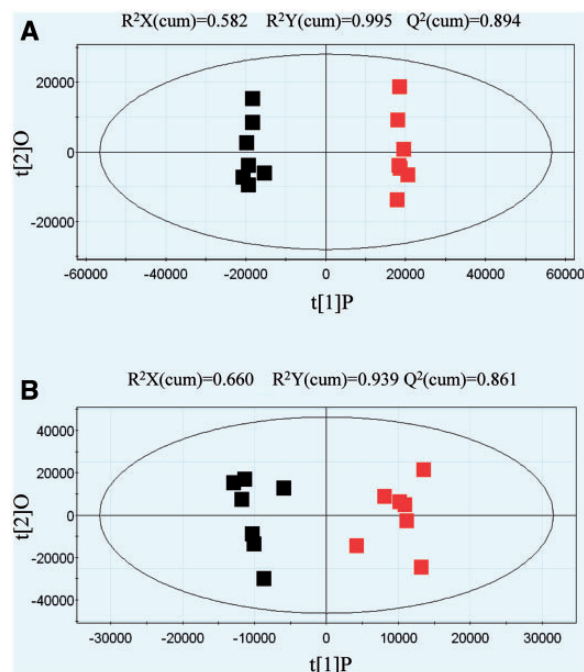 A
R²X(cum)=0.582 R²Y(cum)=0.995 Q²(cum)=0.894
t[2]O
20000
0
-20000
-60000 -40000 -20000 0 20000 40000 60000
t[1]P
B
R²X(cum)=0.660 R²Y(cum)=0.939 Q²(cum)=0.861
t[2]O
40000
20000
0
-20000
-40000
-30000 -20000 -10000 0 10000 20000 30000
t[1]P